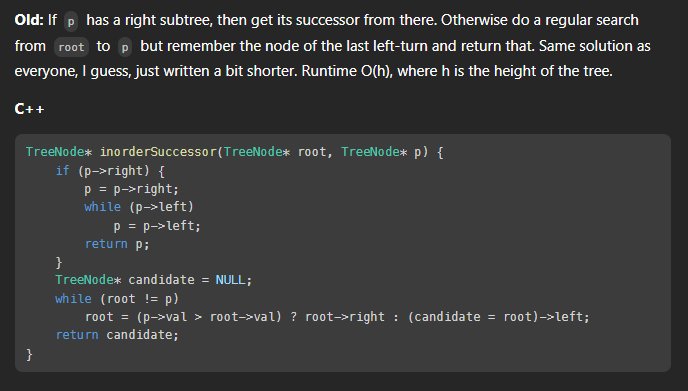 Old: If p has a right subtree, then get its successor from there. Otherwise do a regular search
from root to p but remember the node of the last left-turn and return that. Same solution as
everyone, I guess, just written a bit shorter. Runtime O(h), where h is the height of the tree.
C++
TreeNode* inorderSuccessor(TreeNode* root, TreeNode* p) {
    if (p->right) {
        p = p->right;
        while (p->left)
            p = p->left;
        return p;
    }
    TreeNode* candidate = NULL;
    while (root != p)
        root = (p->val > root->val) ? root->right : (candidate = root)->left;
    return candidate;
}